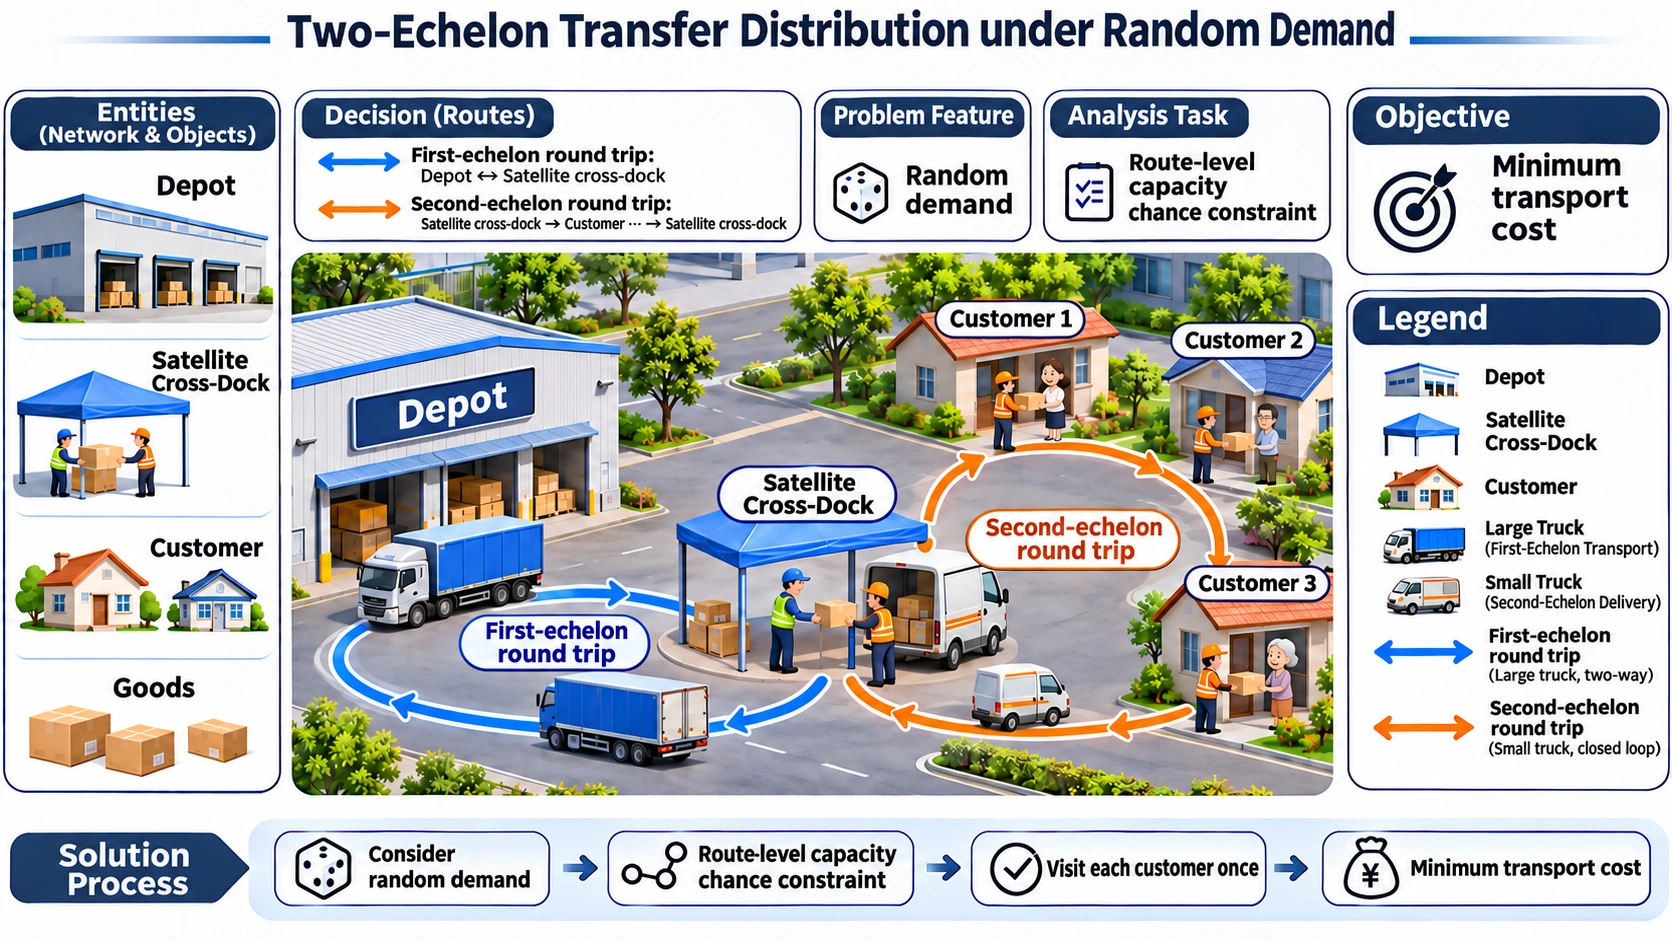 Two-Echelon Transfer Distribution under Random Demand
Entities
(Network & Objects)
Depot
Satellite
Cross-Dock
Customer
Goods
Decision (Routes)
First-echelon round trip:
Depot ↔ Satellite cross-dock
Second-echelon round trip:
Satellite cross-dock → Customer ··· → Satellite cross-dock
Problem Feature
Random
demand
Analysis Task
Route-level
capacity
chance constraint
Objective
Minimum
transport
cost
Depot
Satellite
Cross-Dock
First-echelon
round trip
Second-echelon
round trip
Customer 1
Customer 2
Customer 3
Legend
Depot
Satellite
Cross-Dock
Customer
Large Truck
(First-Echelon Transport)
Small Truck
(Second-Echelon Delivery)
First-echelon
round trip
(Large truck, two-way)
Second-echelon
round trip
(Small truck, closed loop)
Solution
Process
Consider
random demand
Route-level capacity
chance constraint
Visit each customer once
¥
Minimum transport cost